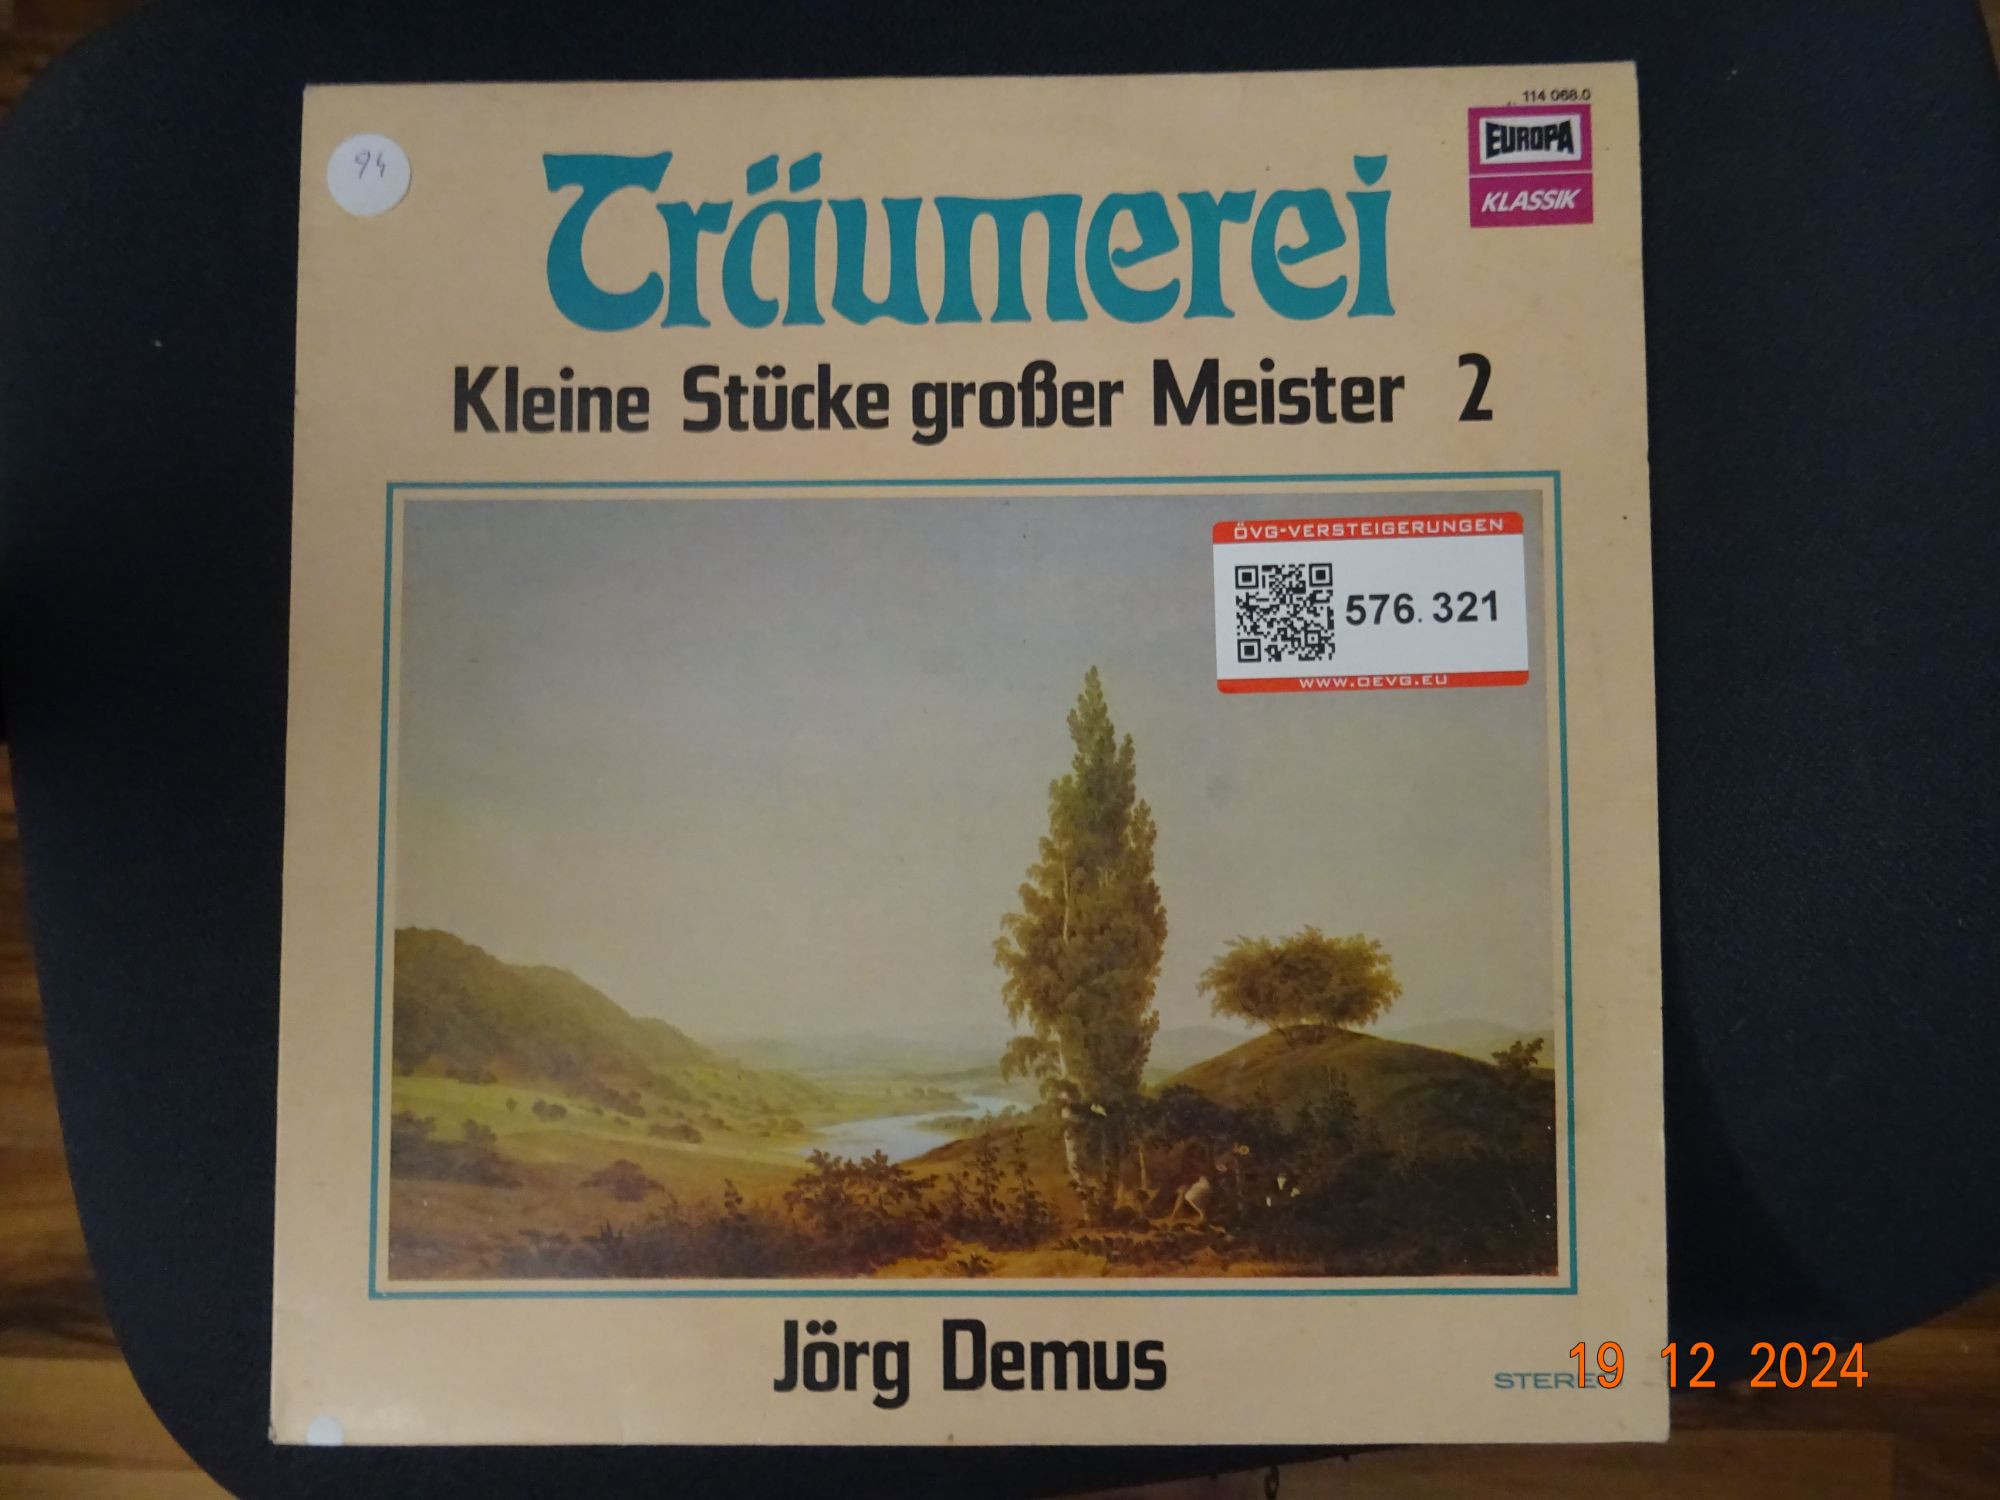 114 068.0
EUROPA
KLASSIK
94
Träumerei
Kleine Stücke großer Meister 2
ÖVG-VERSTEIGERUNGEN
576.321
WWW.OEVG.EU
Jörg Demus
STEREO
19 12 2024